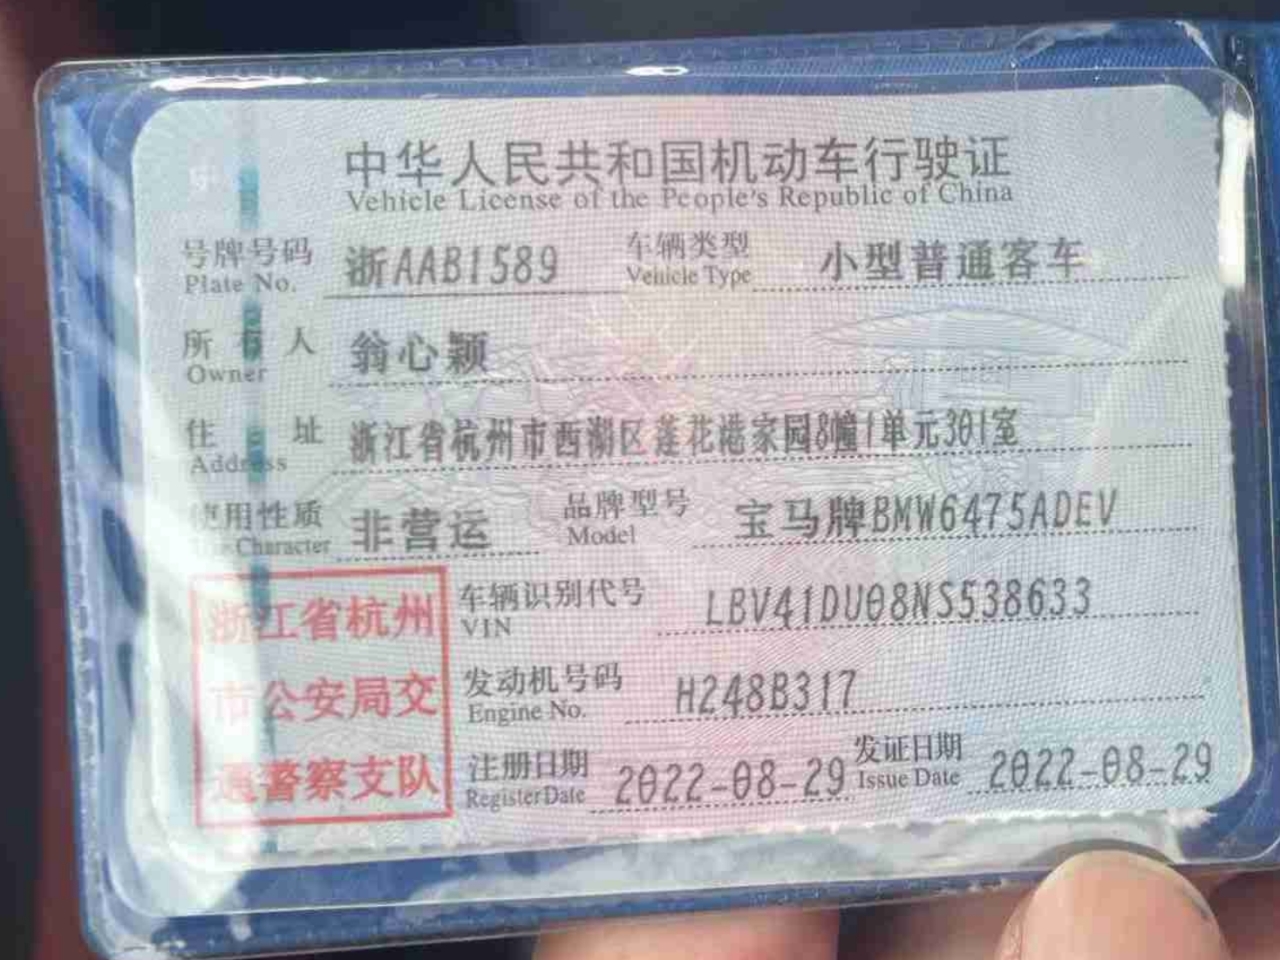 中华人民共和国机动车行驶证
Vehicle License of the People's Republic of China
号牌号码 浙AAB1589 车辆类型 小型普通客车
Plate No. Vehicle Type
所有人 翁心颖
Owner
住址 浙江省杭州市西湖区莲花港家园8幢1单元301室
Address
使用性质 非营运 品牌型号 宝马牌BMW6475ADEV
Use Character Model
浙江省杭州 车辆识别代号 LBV41DU08NS538633
VIN
市公安局交 发动机号码 H248B317
Engine No.
通警察支队 注册日期 2022-08-29 发证日期 2022-08-29
Register Date Issue Date